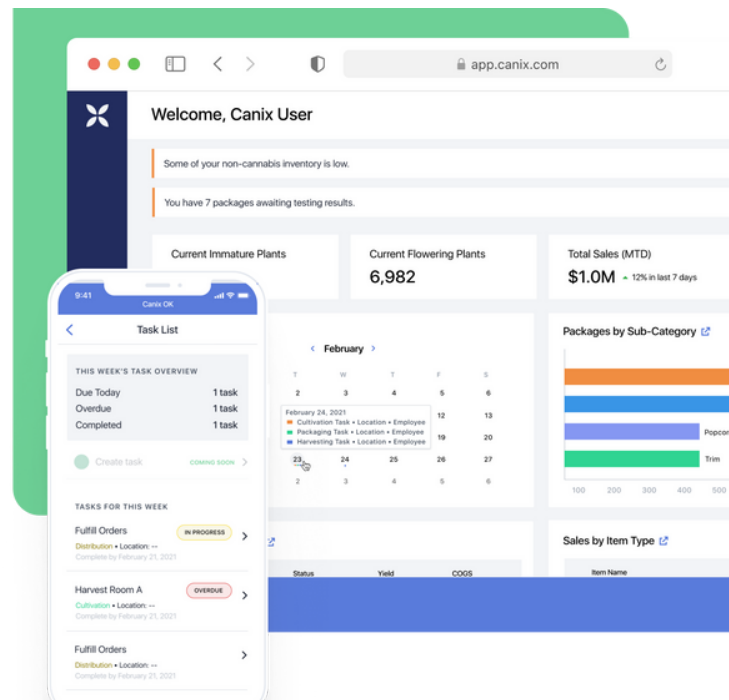 app.canix.com
Welcome, Canix User
Some of your non-cannabis inventory is low.
You have 7 packages awaiting testing results.
Current Immature Plants
Current Flowering Plants
6,982
Total Sales (MTD)
$1.0M 12% in last 7 days
February
T W T F S
2 3 4 5 6
12 13
19 20
23 24 25 26 27
2 3 4 5 6
February 24, 2021
Cultivation Task • Location • Employee
Packaging Task • Location • Employee
Harvesting Task • Location • Employee
Packages by Sub-Category
Trim
100 200 300 400 500
Status Yield COGS
Sales by Item Type
Item Name
9:41
Canix OK
Task List
THIS WEEK'S TASK OVERVIEW
Due Today 1 task
Overdue 1 task
Completed 1 task
Create task COMING SOON
TASKS FOR THIS WEEK
Fulfill Orders IN PROGRESS
Distribution • Location: --
Complete by February 21, 2021
Harvest Room A OVERDUE
Cultivation • Location: --
Complete by February 21, 2021
Fulfill Orders
Distribution • Location: --
Complete by February 21, 2021